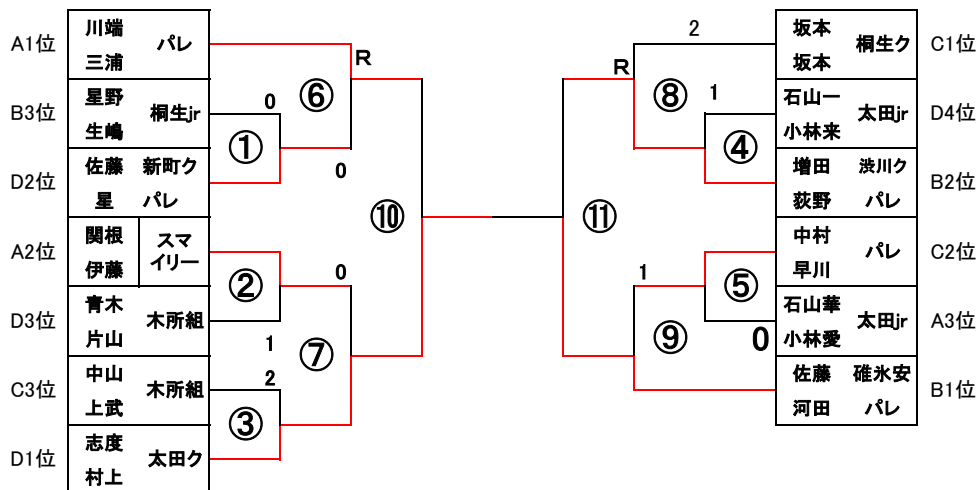 A1位 川端 パレ
三浦
B3位 星野 桐生jr
生嶋
D2位 佐藤 新町ク
星 パレ
A2位 関根 スマイリー
伊藤
D3位 青木 木所組
片山
C3位 中山 木所組
上武
D1位 志度 太田ク
村上
R
⑥
0
①
0
②
0
1
⑦
2
③
⑩
⑪
2
R
⑧
1
④
1
⑤
⑨
0
坂本 桐生ク C1位
坂本
石山一 太田jr D4位
小林来
増田 渋川ク B2位
荻野 パレ
中村 パレ C2位
早川
石山華 太田jr A3位
小林愛
佐藤 碓氷安 B1位
河田 パレ